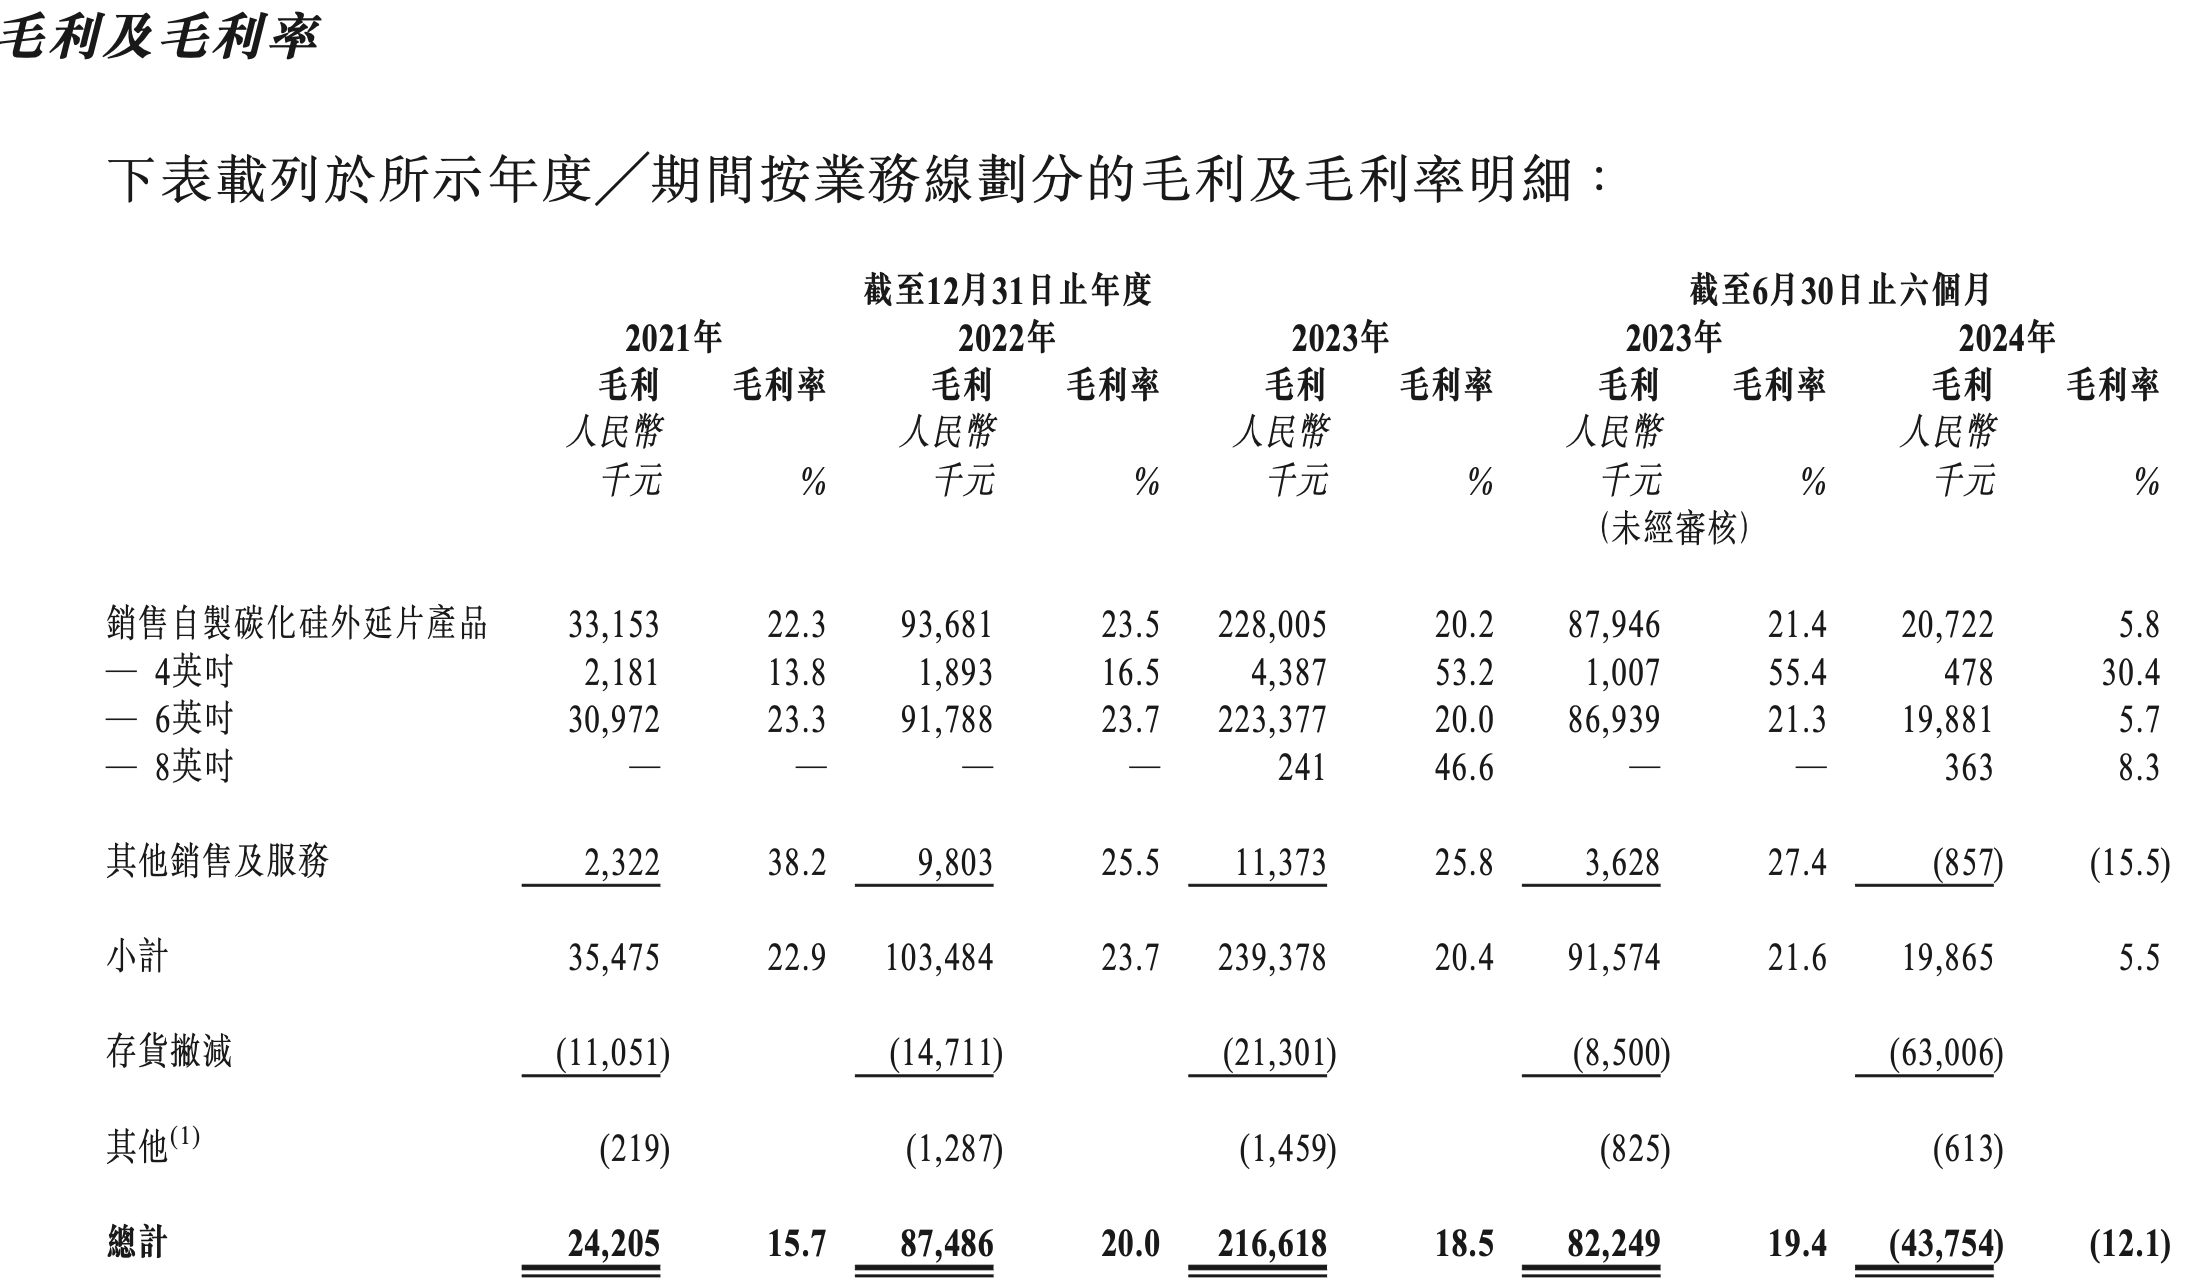 毛利及毛利率
下表載列於所示年度╱期間按業務線劃分的毛利及毛利率明細：
截至12月31日止年度 截至6月30日止六個月
2021年 2022年 2023年 2023年 2024年
毛利 毛利率 毛利 毛利率 毛利 毛利率 毛利 毛利率 毛利 毛利率
人民幣 人民幣 人民幣 人民幣 人民幣
千元 % 千元 % 千元 % 千元 % 千元 %
(未經審核)
銷售自製碳化硅外延片產品 33,153 22.3 93,681 23.5 228,005 20.2 87,946 21.4 20,722 5.8
— 4英吋 2,181 13.8 1,893 16.5 4,387 53.2 1,007 55.4 478 30.4
— 6英吋 30,972 23.3 91,788 23.7 223,377 20.0 86,939 21.3 19,881 5.7
— 8英吋 — — — — 241 46.6 — — 363 8.3
其他銷售及服務 2,322 38.2 9,803 25.5 11,373 25.8 3,628 27.4 (857) (15.5)
小計 35,475 22.9 103,484 23.7 239,378 20.4 91,574 21.6 19,865 5.5
存貨撇減 (11,051) (14,711) (21,301) (8,500) (63,006)
其他(1) (219) (1,287) (1,459) (825) (613)
總計 24,205 15.7 87,486 20.0 216,618 18.5 82,249 19.4 (43,754) (12.1)